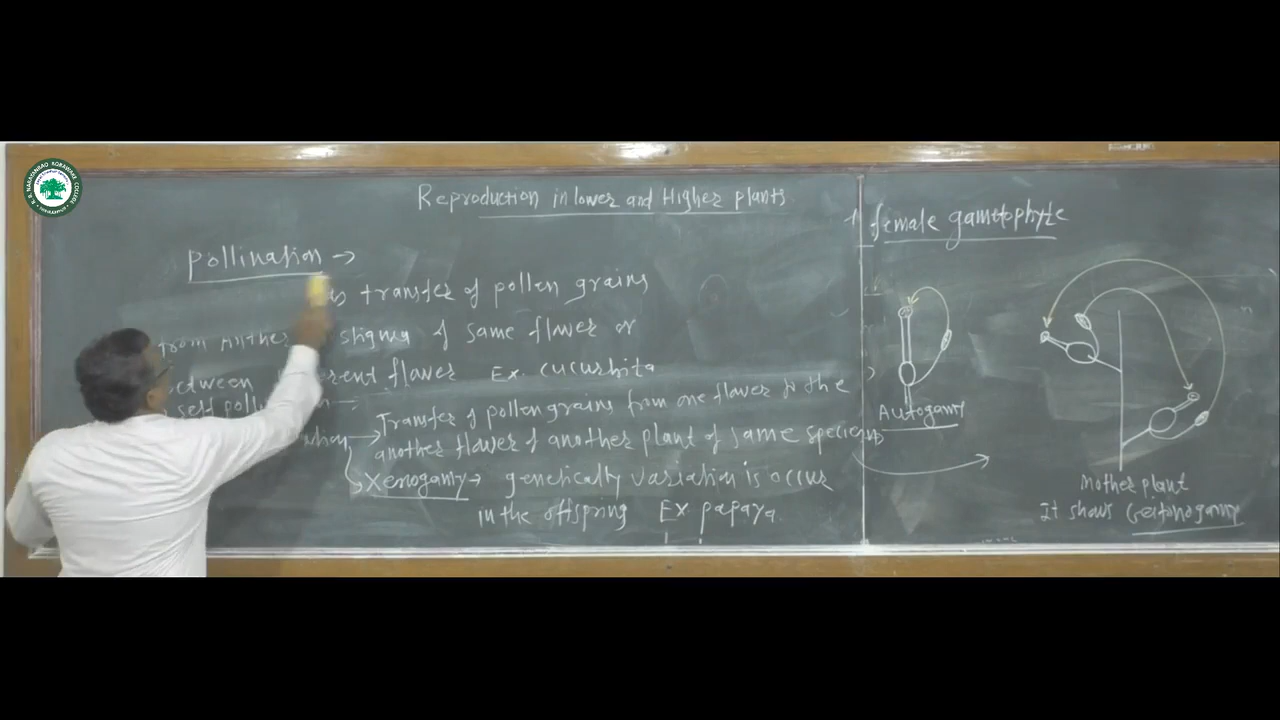 Reproduction in lower and Higher plants
Pollination →
transfer of pollen grains
from Anther stigma of same flower or
flower Ex. cucurbita
self
→ Transfer of pollen grains from one flower to the
another flower of another plant of same species
→ Xenogamy → genetically variation is occur
in the offspring Ex papaya
female gametophyte
Autogamy
Mother plant
It shows Geitonogamy